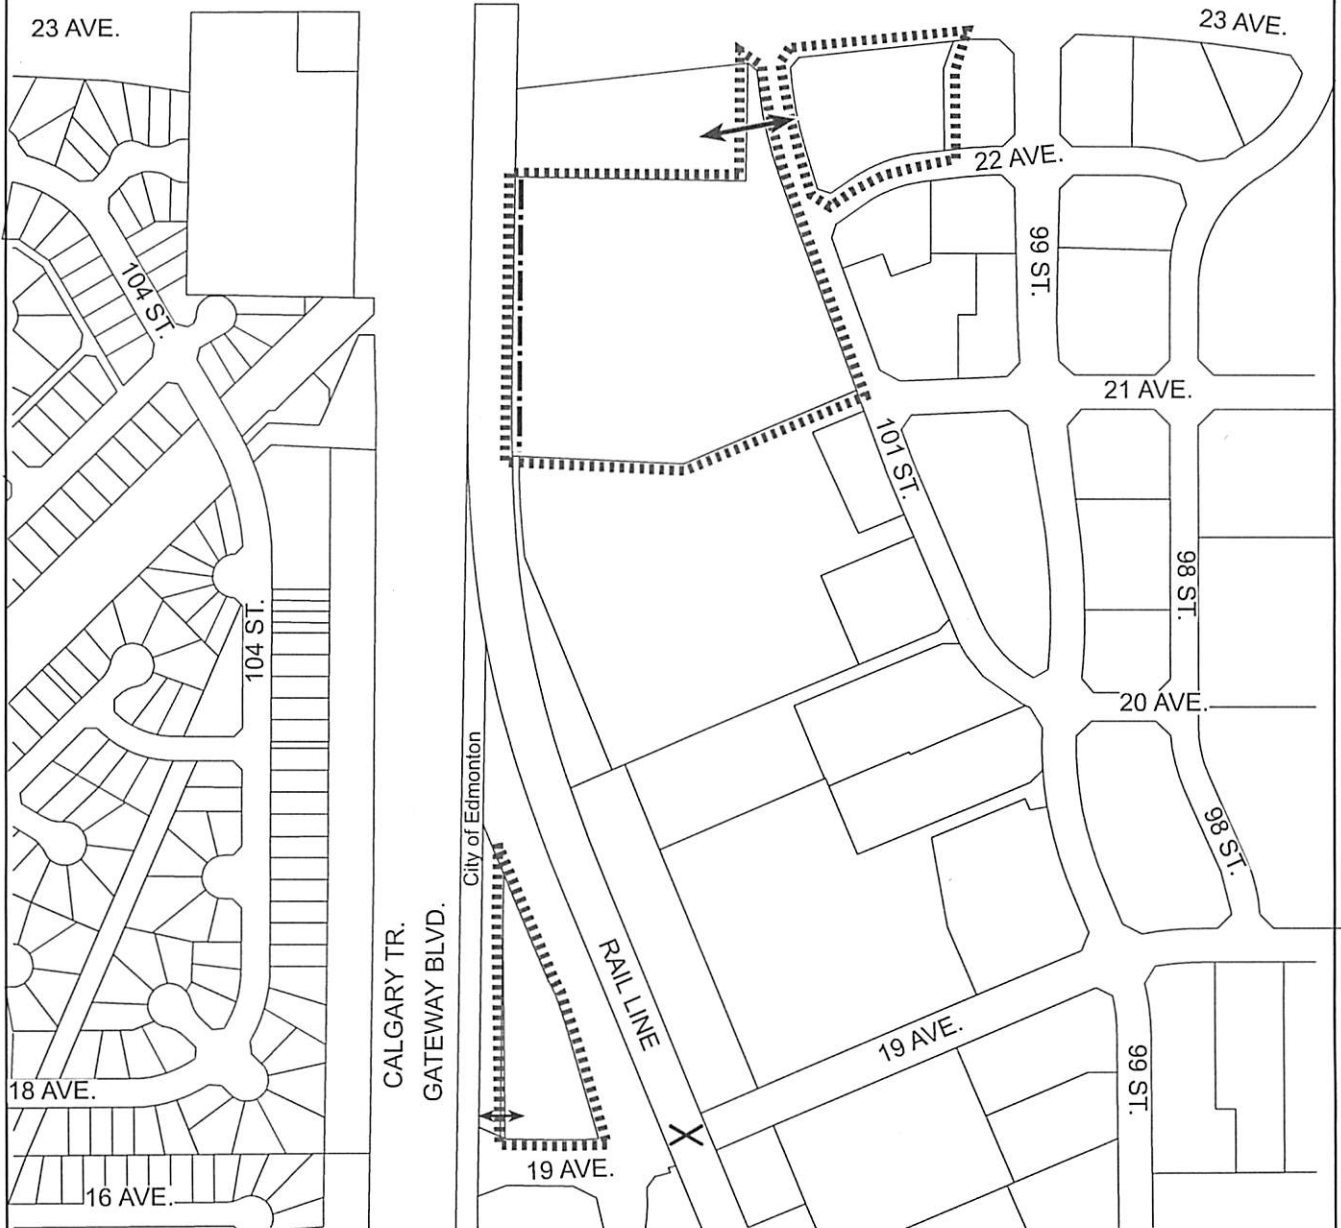 23 AVE.
23 AVE.
22 AVE.
99 ST.
104 ST.
21 AVE.
101 ST.
98 ST.
104 ST.
20 AVE.
City of Edmonton
98 ST.
CALGARY TR.
GATEWAY BLVD.
RAIL LINE
19 AVE.
99 ST.
18 AVE.
19 AVE.
16 AVE.